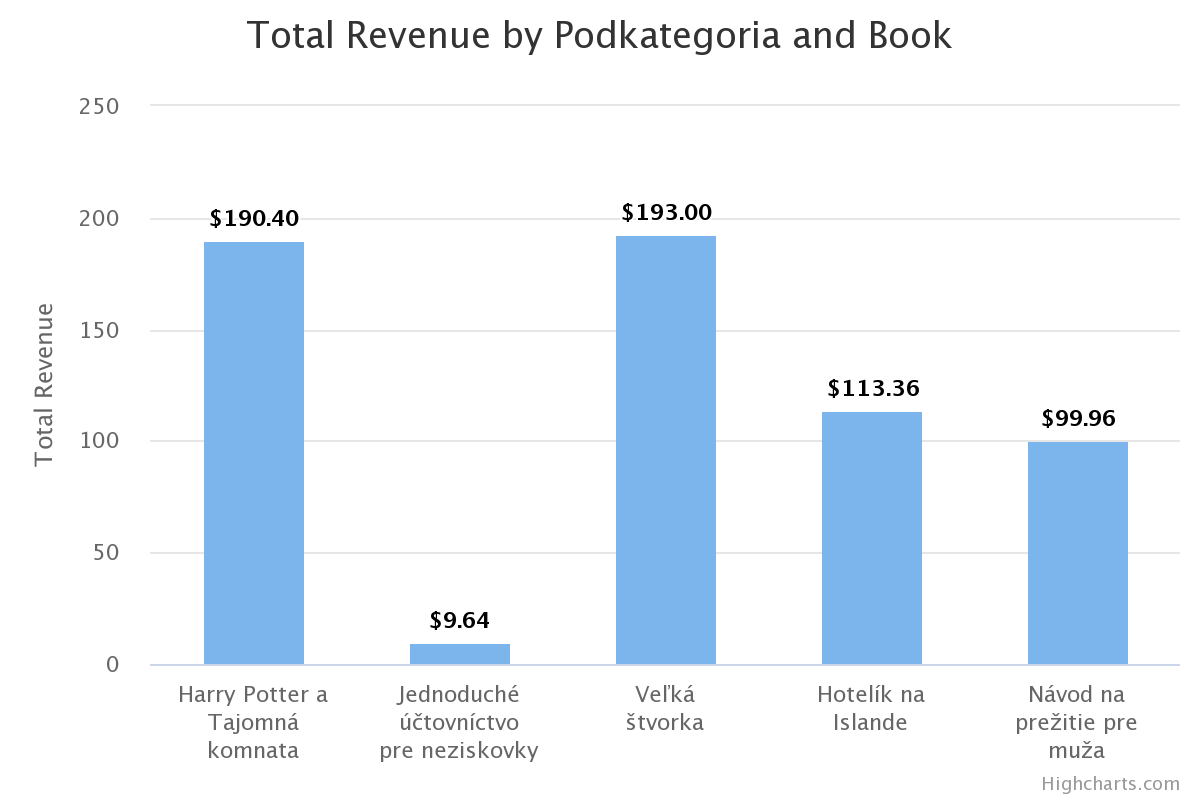 Total Revenue by Podkategoria and Book
250
200
150
100
50
0
Total Revenue
$190.40
$9.64
$193.00
$113.36
$99.96
Harry Potter a
Tajomná
komnata
Jednoduché
účtovníctvo
pre neziskovky
Veľká
štvorka
Hotelík na
Islande
Návod na
prežitie pre
muža
Highcharts.com